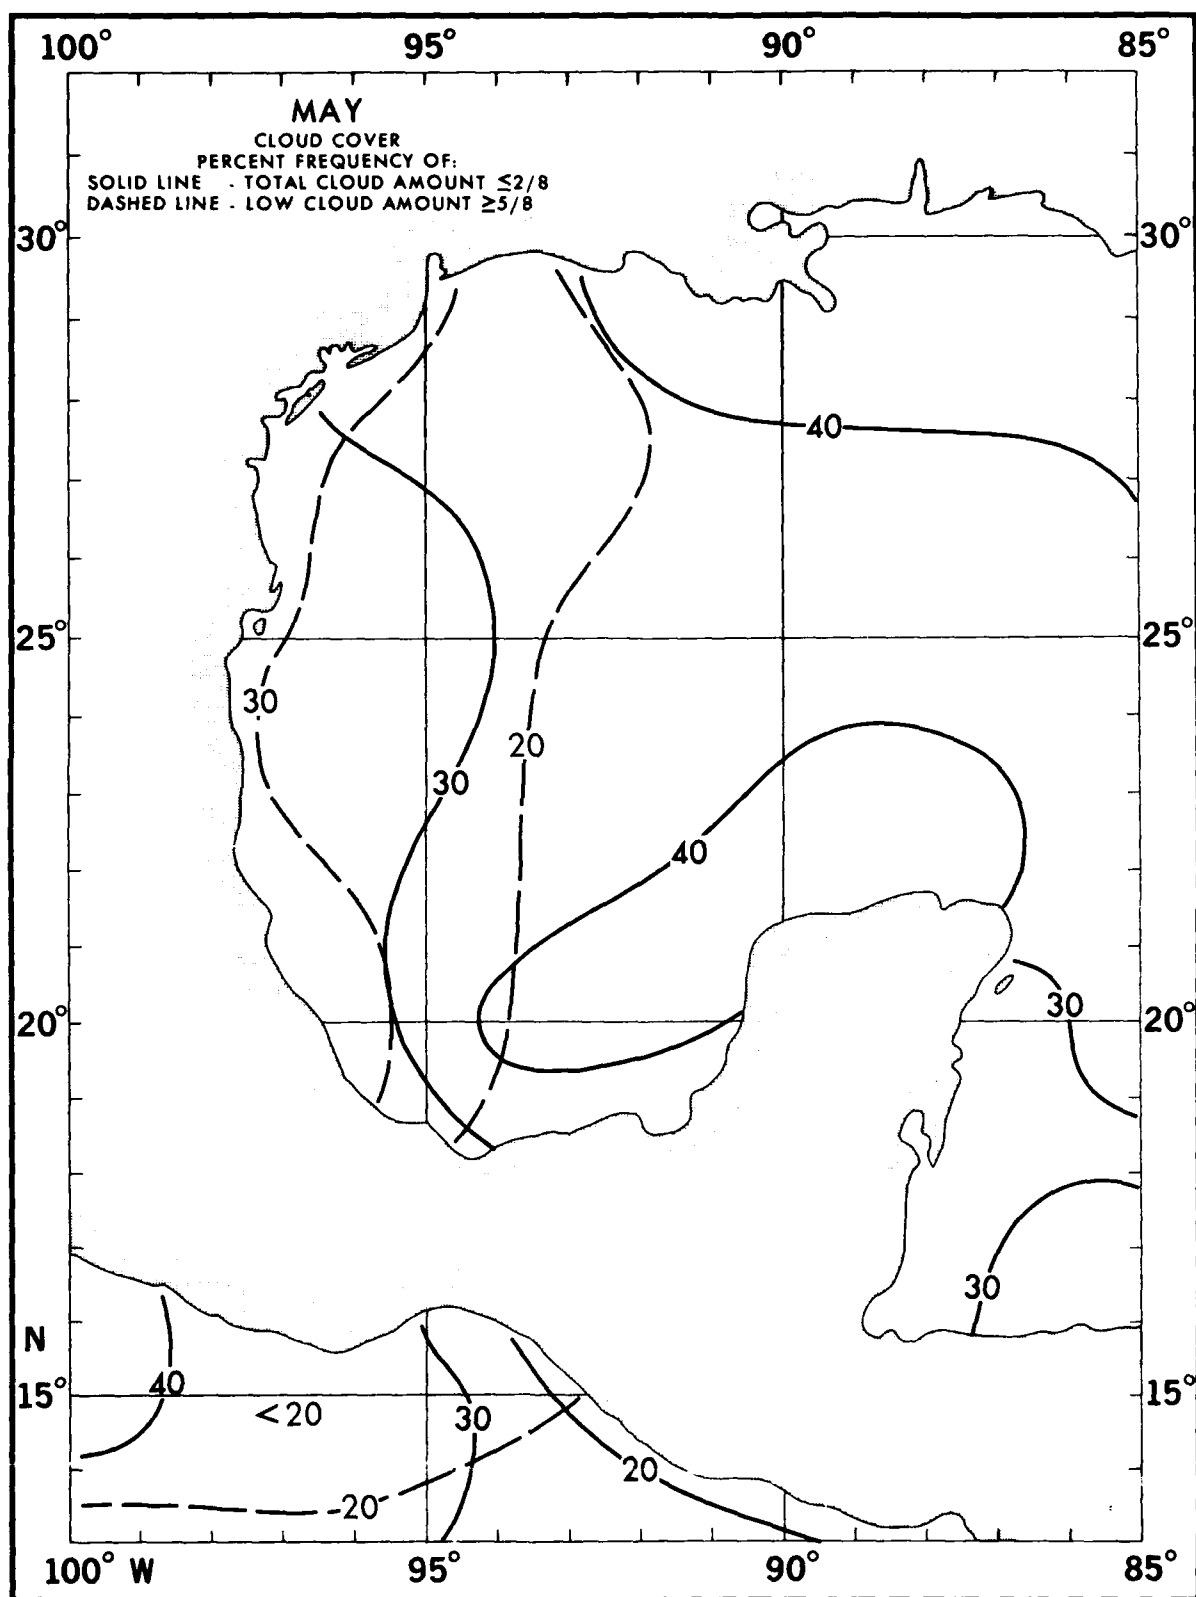 100° 95° 90° 85°
MAY
CLOUD COVER
PERCENT FREQUENCY OF:
SOLID LINE - TOTAL CLOUD AMOUNT ≤2/8
DASHED LINE - LOW CLOUD AMOUNT ≥5/8
30° 30°
40
25° 25°
30
20
30
40
30
20° 20°
30
N
40
15° 15°
<20
30
20
20
100° W 95° 90° 85°